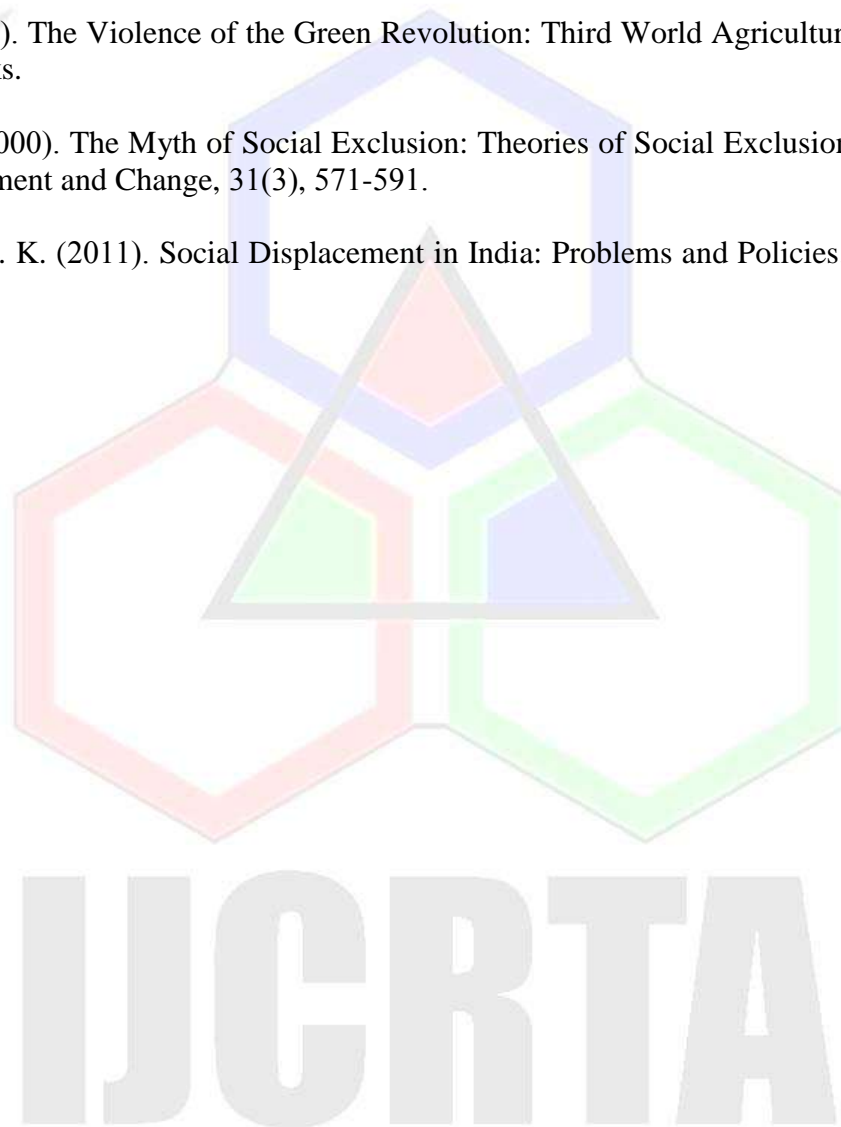 ). The Violence of the Green Revolution: Third World Agricultur
ks.
000). The Myth of Social Exclusion: Theories of Social Exclusion
ment and Change, 31(3), 571-591.
. K. (2011). Social Displacement in India: Problems and Policies
IJCRTA